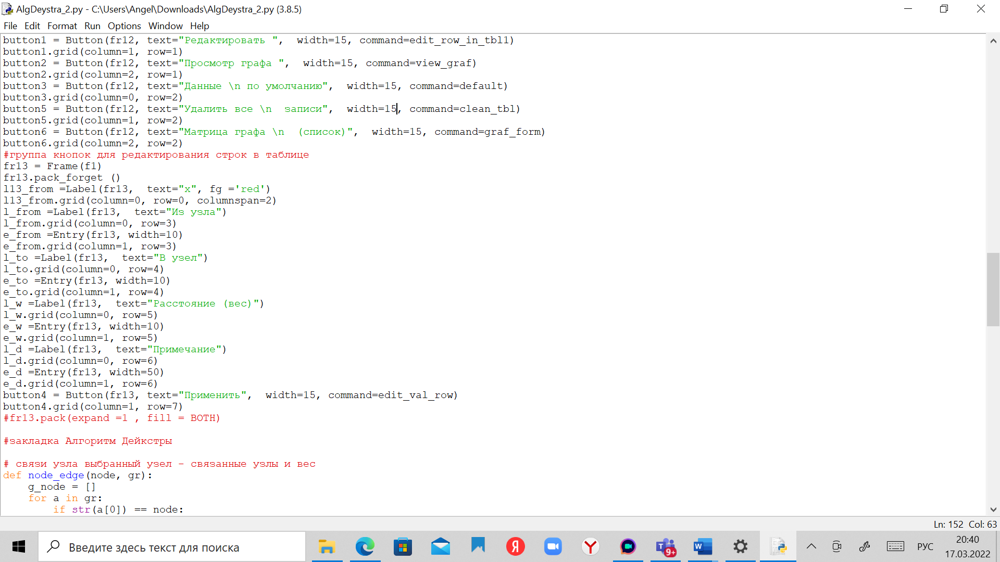 AlgDeystra_2.py - C:\Users\Angel\Downloads\AlgDeystra_2.py (3.8.5)
File Edit Format Run Options Window Help
button1 = Button(fr12, text="Редактировать ",  width=15, command=edit_row_in_tbl1)
button1.grid(column=1, row=1)
button2 = Button(fr12, text="Просмотр графа ",  width=15, command=view_graf)
button2.grid(column=2, row=1)
button3 = Button(fr12, text="Данные \n по умолчанию",  width=15, command=default)
button3.grid(column=0, row=2)
button5 = Button(fr12, text="Удалить все \n  записи",  width=15, command=clean_tbl)
button5.grid(column=1, row=2)
button6 = Button(fr12, text="Матрица графа \n  (список)",  width=15, command=graf_form)
button6.grid(column=2, row=2)
#группа кнопок для редактирования строк в таблице
fr13 = Frame(f1)
fr13.pack_forget ()
l13_from =Label(fr13,  text="x", fg ='red')
l13_from.grid(column=0, row=0, columnspan=2)
l_from =Label(fr13,  text="Из узла")
l_from.grid(column=0, row=3)
e_from =Entry(fr13, width=10)
e_from.grid(column=1, row=3)
l_to =Label(fr13,  text="В узел")
l_to.grid(column=0, row=4)
e_to =Entry(fr13, width=10)
e_to.grid(column=1, row=4)
l_w =Label(fr13,  text="Расстояние (вес)")
l_w.grid(column=0, row=5)
e_w =Entry(fr13, width=10)
e_w.grid(column=1, row=5)
l_d =Label(fr13,  text="Примечание")
l_d.grid(column=0, row=6)
e_d =Entry(fr13, width=50)
e_d.grid(column=1, row=6)
button4 = Button(fr13, text="Применить",  width=15, command=edit_val_row)
button4.grid(column=1, row=7)
#fr13.pack(expand =1 , fill = BOTH)
#закладка Алгоритм Дейкстры
# связи узла выбранный узел - связанные узлы и вес
def node_edge(node, gr):
    g_node = []
    for a in gr:
        if str(a[0]) == node:
Ln: 152 Col: 63
Введите здесь текст для поиска
Я
T
9+
W
РУС
20:40
17.03.2022